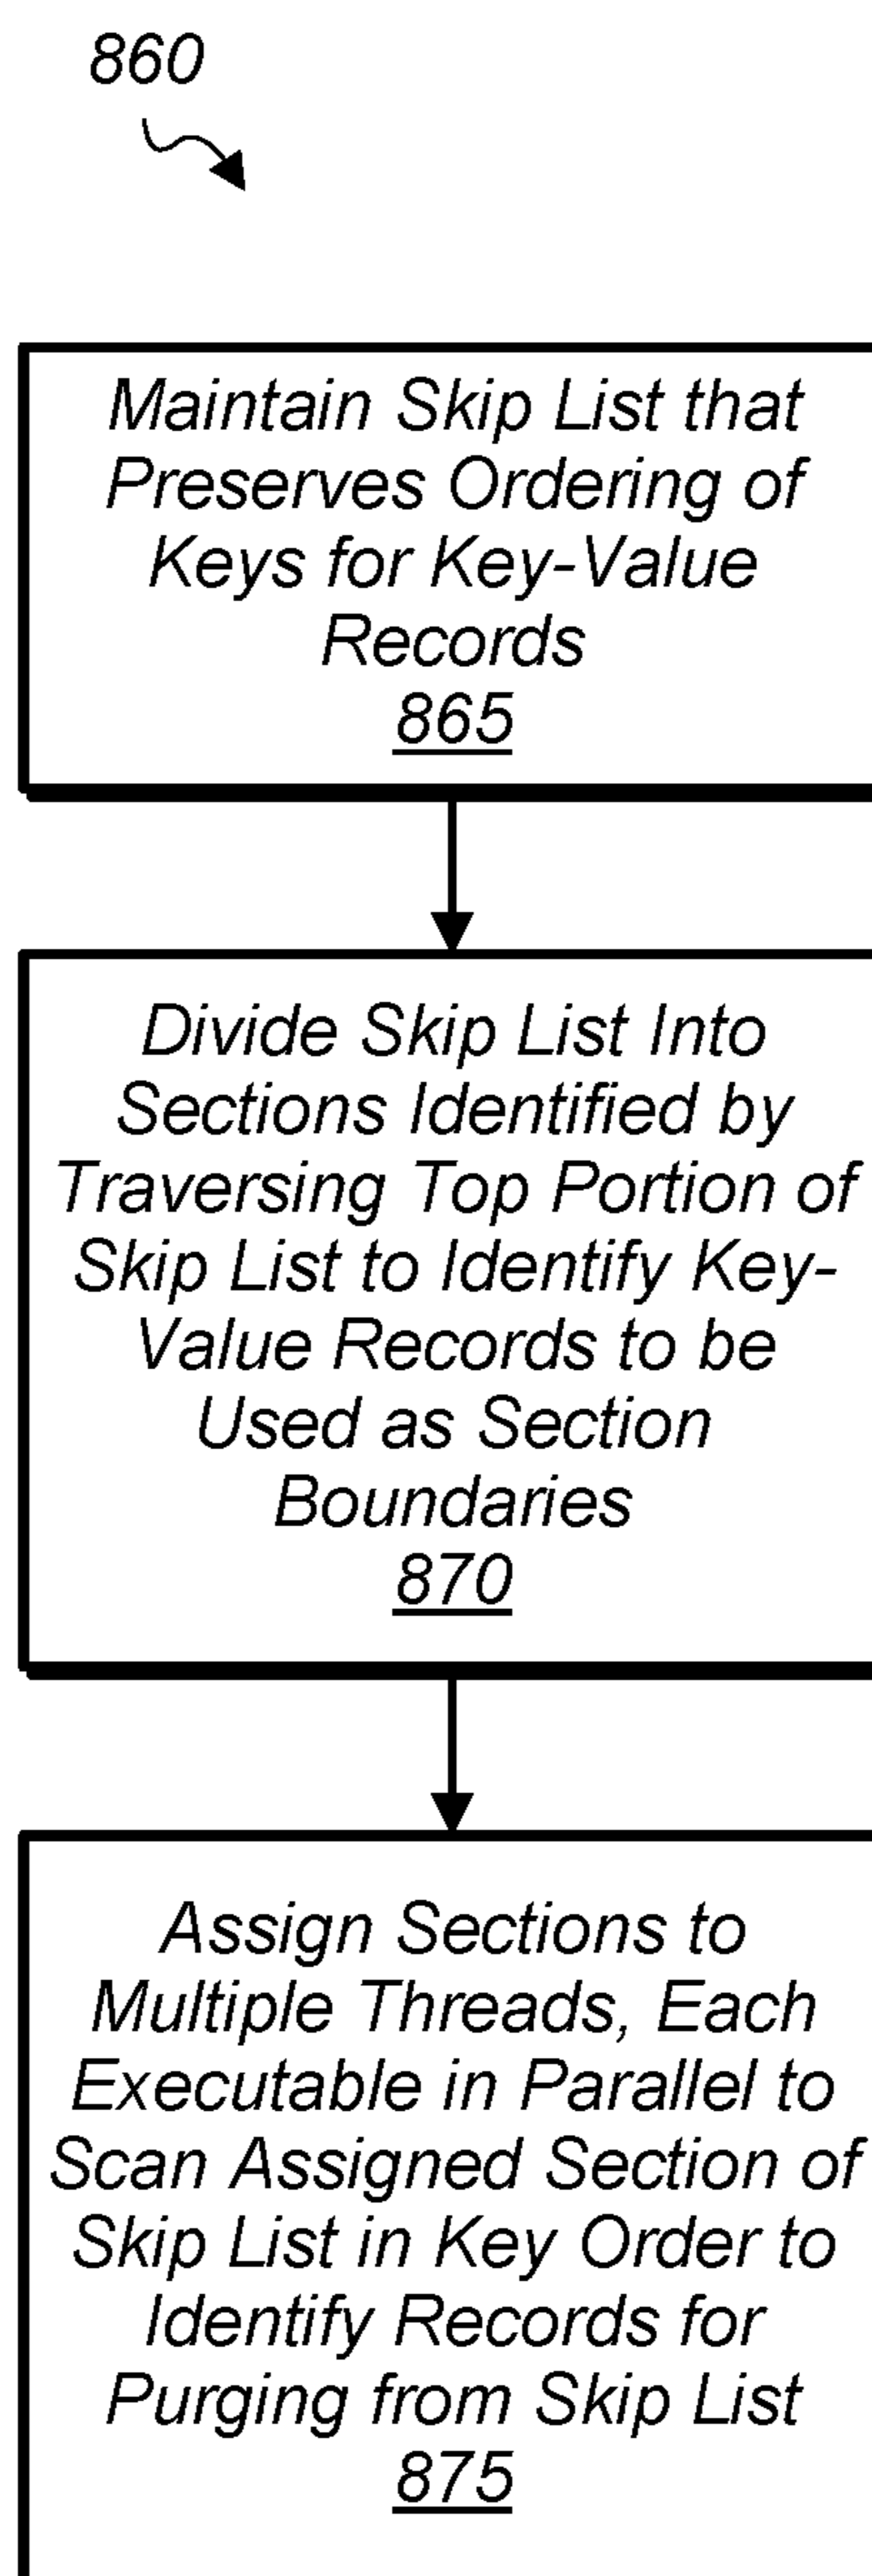 860
Maintain Skip List that
Preserves Ordering of
Keys for Key-Value
Records
865
Divide Skip List Into
Sections Identified by
Traversing Top Portion of
Skip List to Identify Key-
Value Records to be
Used as Section
Boundaries
870
Assign Sections to
Multiple Threads, Each
Executable in Parallel to
Scan Assigned Section of
Skip List in Key Order to
Identify Records for
Purging from Skip List
875